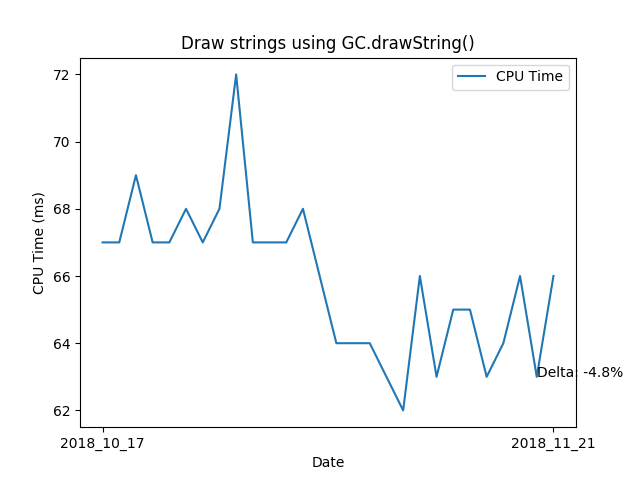 Draw strings using GC.drawString()
CPU Time
72
70
68
66
64
62
CPU Time (ms)
Delta: -4.8%
2018_10_17
2018_11_21
Date